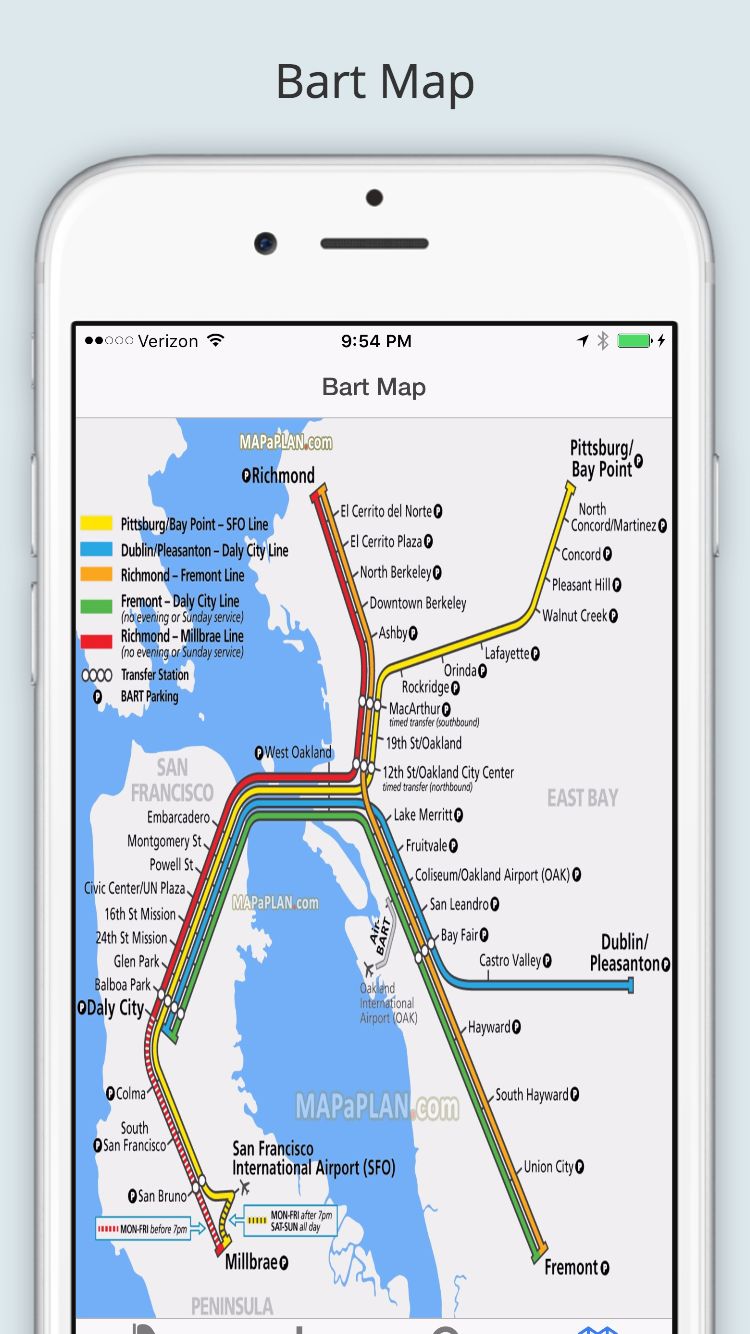 Bart Map
Verizon
9:54 PM
Bart Map
MAPaPLAN.com
Richmond
Pittsburg/
Bay Point
El Cerrito del Norte
North
Concord/Martinez
Pittsburg/Bay Point – SFO Line
Dublin/Pleasanton – Daly City Line
Richmond – Fremont Line
Fremont – Daly City Line
(no evening or Sunday service)
Richmond – Millbrae Line
(no evening or Sunday service)
Transfer Station
P BART Parking
El Cerrito Plaza
Concord
North Berkeley
Pleasant Hill
Downtown Berkeley
Walnut Creek
Ashby
Lafayette
Orinda
Rockridge
MacArthur
timed transfer (southbound)
19th St/Oakland
West Oakland
12th St/Oakland City Center
timed transfer (northbound)
SAN
FRANCISCO
EAST BAY
Embarcadero
Lake Merritt
Montgomery St
Fruitvale
Powell St
Coliseum/Oakland Airport (OAK)
Civic Center/UN Plaza
MAPaPLAN.com
San Leandro
16th St Mission
Air-
BART
Bay Fair
24th St Mission
Dublin/
Pleasanton
Castro Valley
Glen Park
Balboa Park
Oakland
International
Airport (OAK)
Daly City
Hayward
Colma
South Hayward
MAPaPLAN.com
South
San Francisco
San Francisco
International Airport (SFO)
Union City
San Bruno
MON-FRI before 7pm
MON-FRI after 7pm
SAT-SUN all day
Millbrae
Fremont
PENINSULA